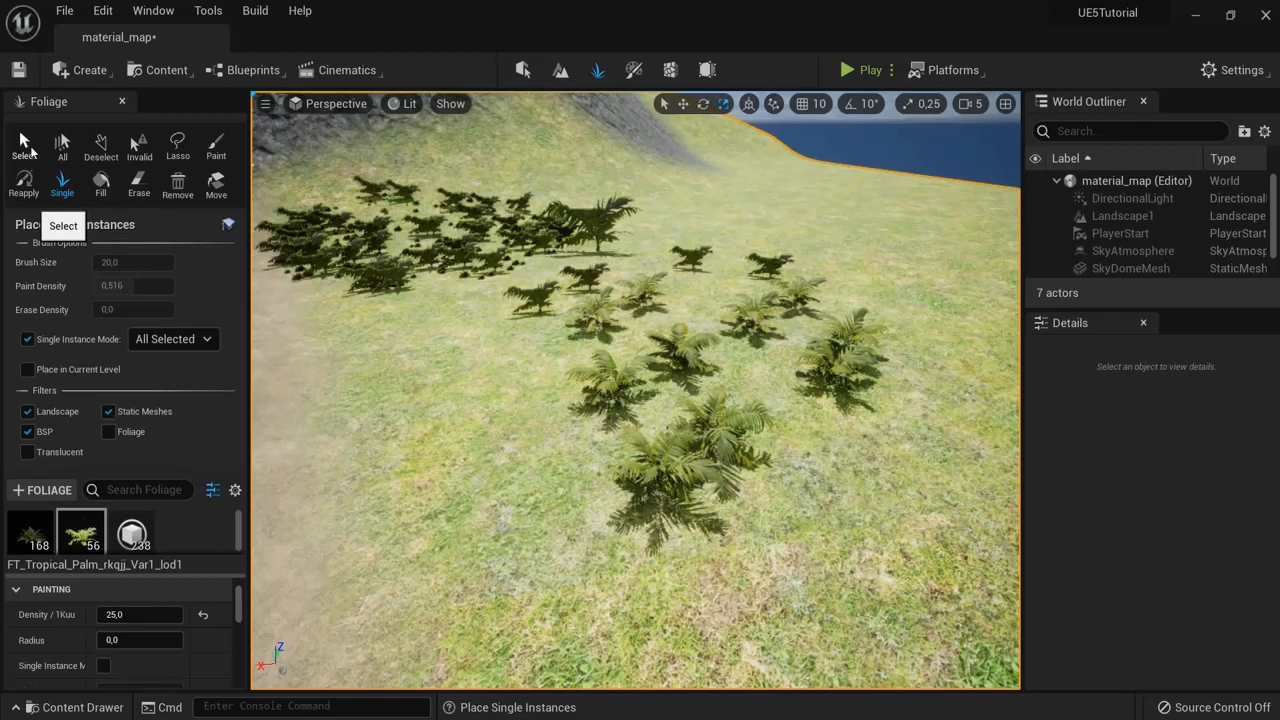 File Edit Window Tools Build Help UE5Tutorial
material_map*
Create Content Blueprints Cinematics Play Platforms Settings
Foliage
Perspective Lit Show 10 10° 0,25 5
World Outliner
Search...
Select All Deselect Invalid Lasso Paint
Reapply Single Fill Erase Remove Move
Label Type
material_map (Editor) World
DirectionalLight Directional
Landscape1 Landscape
PlayerStart PlayerStart
SkyAtmosphere SkyAtmosp
SkyDomeMesh StaticMesh
7 actors
Details
Select an object to view details.
Plac Select nstances
Brush Options
Brush Size 20,0
Paint Density 0,516
Erase Density 0,0
Single Instance Mode: All Selected
Place in Current Level
Filters
Landscape Static Meshes
BSP Foliage
Translucent
+ FOLIAGE Search Foliage
168 56 238
FT_Tropical_Palm_rkqjj_Var1_lod1
PAINTING
Density / 1Kuu 25,0
Radius 0,0
Single Instance M
Z
X
Content Drawer Cmd Enter Console Command Place Single Instances Source Control Off